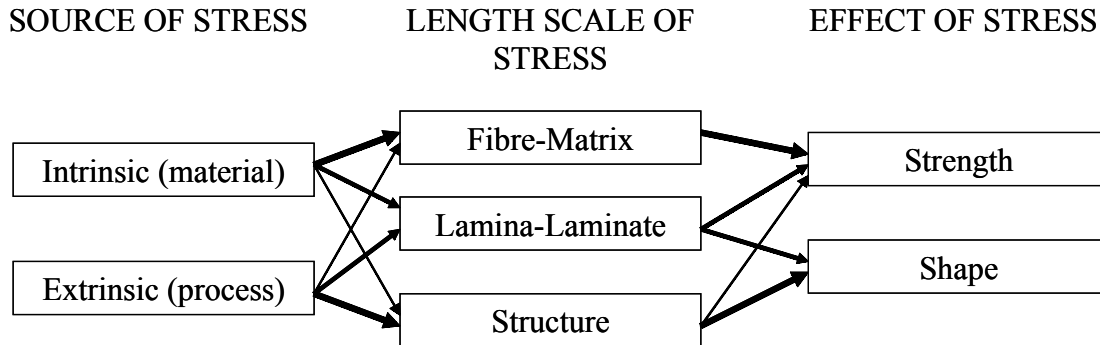 SOURCE OF STRESS
LENGTH SCALE OF
STRESS
EFFECT OF STRESS
Intrinsic (material)
Extrinsic (process)
Fibre-Matrix
Lamina-Laminate
Structure
Strength
Shape